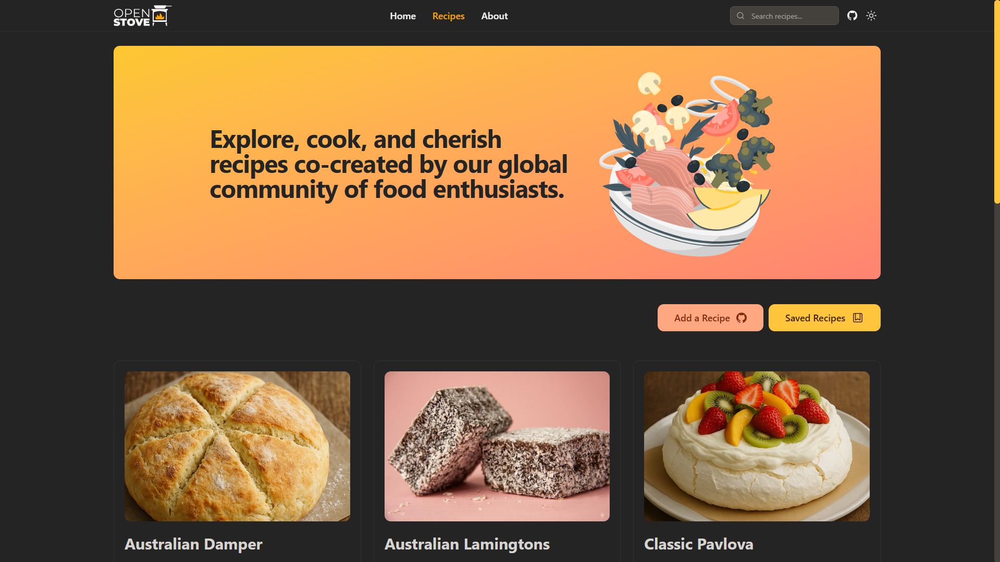 OPEN
STOVE
Home
Recipes
About
Search recipes...
Explore, cook, and cherish
recipes co-created by our global
community of food enthusiasts.
Add a Recipe
Saved Recipes
Australian Damper
Australian Lamingtons
Classic Pavlova